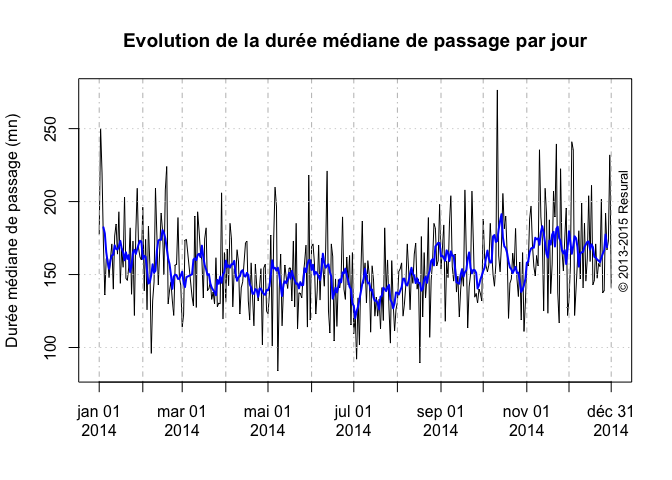 Evolution de la durée médiane de passage par jour
Durée médiane de passage (mn)
250
200
150
100
© 2013-2015 Resural
jan 01 mar 01 mai 01 jul 01 sep 01 nov 01 déc 31
2014 2014 2014 2014 2014 2014 2014